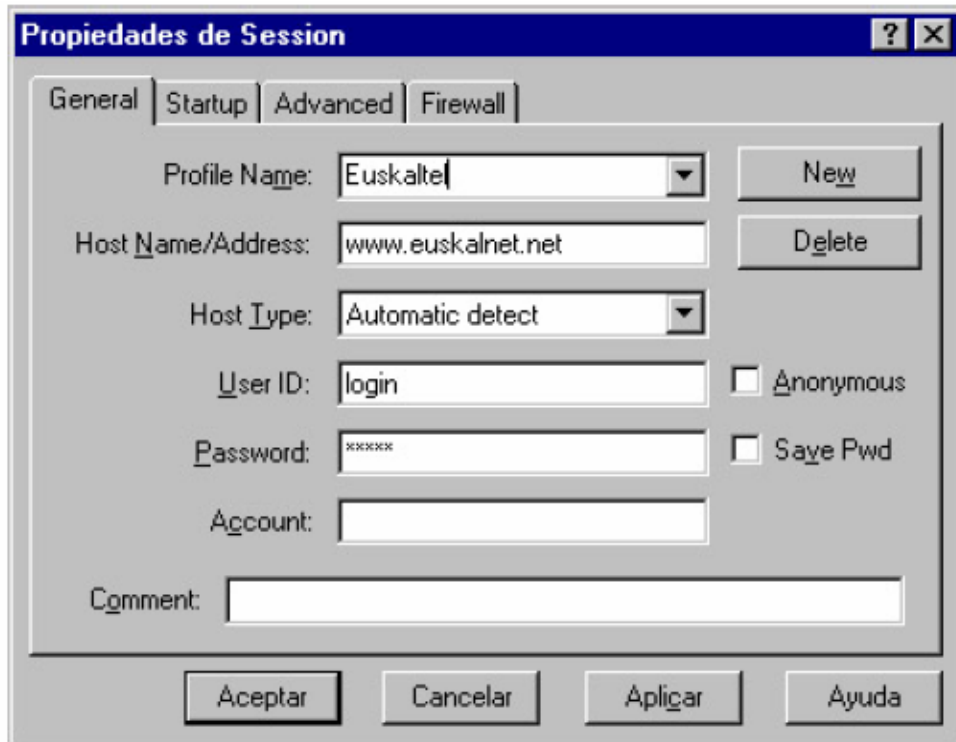 Propiedades de Session
General Startup Advanced Firewall
Profile Name: Euskaltel New
Host Name/Address: www.euskalnet.net Delete
Host Type: Automatic detect
User ID: login Anonymous
Password: ***** Save Pwd
Account:
Comment:
Aceptar Cancelar Aplicar Ayuda